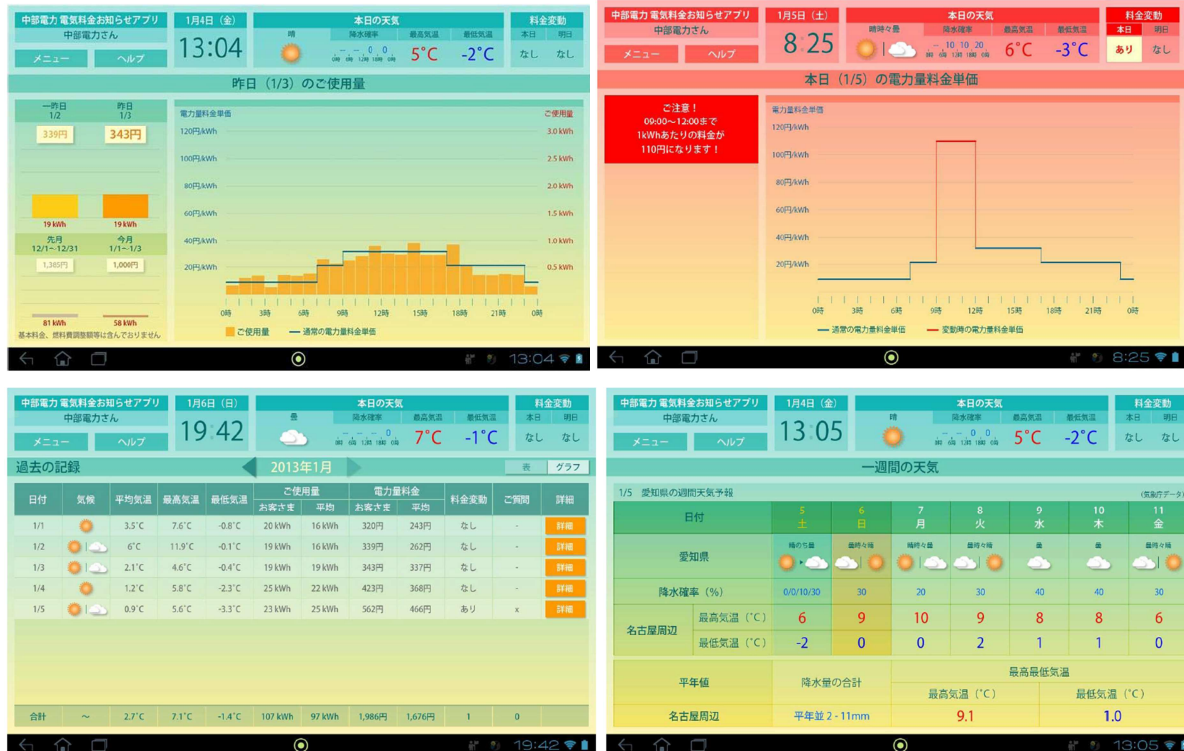 中部電力 電気料金お知らせアプリ
中部電力さん
メニュー ヘルプ
1月4日（金）
13:04
本日の天気
晴 降水確率 最高気温 最低気温
5°C -2°C
料金変動
本日 明日
なし なし
昨日（1/3）のご使用量
一昨日 昨日
1/2 1/3
339円 343円
19 kWh 19 kWh
先月 今月
12/1~12/31 1/1~1/3
1,365円 1,000円
81 kWh 58 kWh
基本料金、燃料費調整額等は含んでおりません
電力量料金単価 ご使用量
120円/kWh 3.0 kWh
100円/kWh 2.5 kWh
80円/kWh 2.0 kWh
60円/kWh 1.5 kWh
40円/kWh 1.0 kWh
20円/kWh 0.5 kWh
0時 3時 6時 9時 12時 15時 18時 21時 0時
ご使用量 通常の電力量料金単価
13:04
中部電力 電気料金お知らせアプリ
中部電力さん
メニュー ヘルプ
1月5日（土）
8:25
本日の天気
晴時々曇 降水確率 最高気温 最低気温
- 10 10 20
6°C -3°C
料金変動
本日 明日
あり なし
本日（1/5）の電力量料金単価
ご注意！
09:00～12:00まで
1kWhあたりの料金が
110円になります！
電力量料金単価
120円/kWh
100円/kWh
80円/kWh
60円/kWh
40円/kWh
20円/kWh
0時 3時 6時 9時 12時 15時 18時 21時 0時
通常の電力量料金単価 変動時の電力量料金単価
8:25
中部電力 電気料金お知らせアプリ
中部電力さん
メニュー ヘルプ
1月6日（日）
19:42
本日の天気
曇 降水確率 最高気温 最低気温
7°C -1°C
料金変動
本日 明日
なし なし
過去の記録 2013年1月 表 グラフ
日付 気候 平均気温 最高気温 最低気温 ご使用量 電力量料金 料金変動 ご質問 詳細
お客さま 平均 お客さま 平均
1/1 3.5°C 7.6°C -0.8°C 20 kWh 16 kWh 320円 243円 なし - 詳細
1/2 6°C 11.9°C -0.1°C 19 kWh 16 kWh 339円 262円 なし - 詳細
1/3 2.1°C 4.6°C -0.4°C 19 kWh 19 kWh 343円 337円 なし - 詳細
1/4 1.2°C 5.8°C -2.3°C 25 kWh 22 kWh 423円 368円 なし - 詳細
1/5 0.9°C 5.6°C -3.3°C 23 kWh 25 kWh 562円 466円 あり x 詳細
合計 ～ 2.7°C 7.1°C -1.4°C 107 kWh 97 kWh 1,986円 1,676円 1 0
19:42
中部電力 電気料金お知らせアプリ
中部電力さん
メニュー ヘルプ
1月4日（金）
13:05
本日の天気
晴 降水確率 最高気温 最低気温
5°C -2°C
料金変動
本日 明日
なし なし
一週間の天気
1/5 愛知県の週間天気予報 (気象庁データ)
日付 5 6 7 8 9 10 11
土 日 月 火 水 木 金
愛知県 晴のち曇 曇時々晴 晴時々曇 曇時々晴 曇 曇 曇時々晴
降水確率（%） 0/0/10/30 30 20 30 40 40 30
名古屋周辺 最高気温（°C） 6 9 10 9 8 8 6
最低気温（°C） -2 0 0 2 1 1 0
平年値 降水量の合計 最高最低気温
最高気温（°C） 最低気温（°C）
名古屋周辺 平年並 2 - 11mm 9.1 1.0
13:05